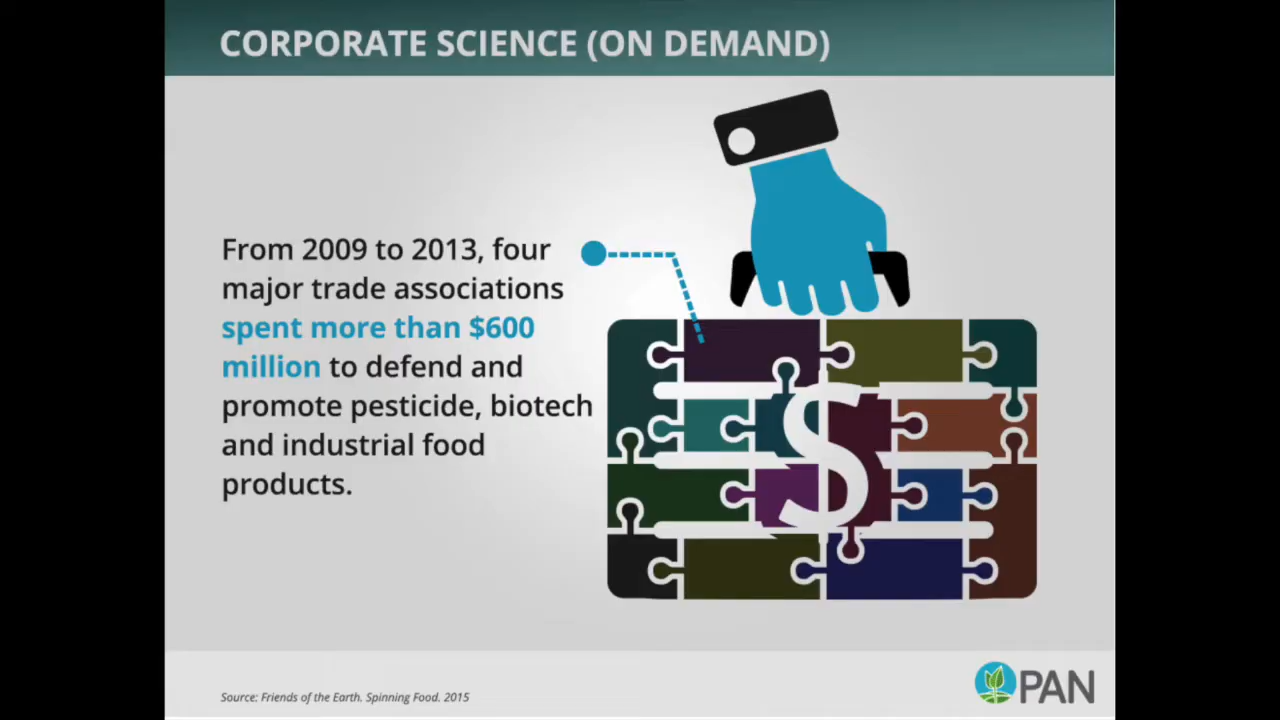 CORPORATE SCIENCE (ON DEMAND)
From 2009 to 2013, four
major trade associations
spent more than $600
million to defend and
promote pesticide, biotech
and industrial food
products.
$
Source: Friends of the Earth. Spinning Food. 2015
PAN